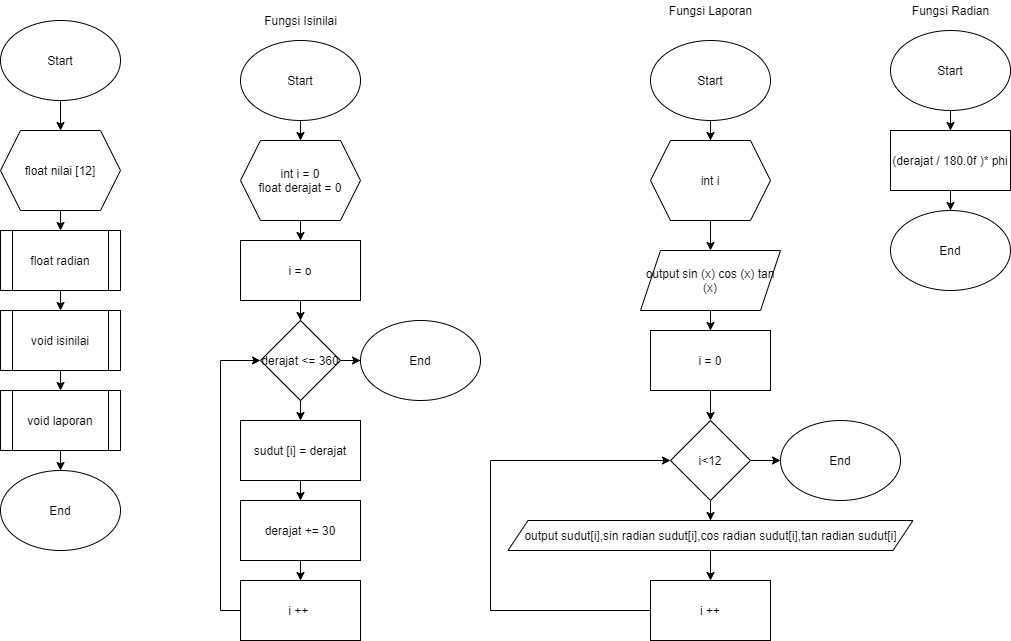 Start
float nilai [12]
float radian
void isinilai
void laporan
End
Fungsi Isinilai
Start
int i = 0
float derajat = 0
i = o
derajat <= 360
End
sudut [i] = derajat
derajat += 30
i ++
Fungsi Laporan
Start
int i
output sin (x) cos (x) tan
(x)
i = 0
i<12
End
output sudut[i],sin radian sudut[i],cos radian sudut[i],tan radian sudut[i]
i ++
Fungsi Radian
Start
(derajat / 180.0f )* phi
End